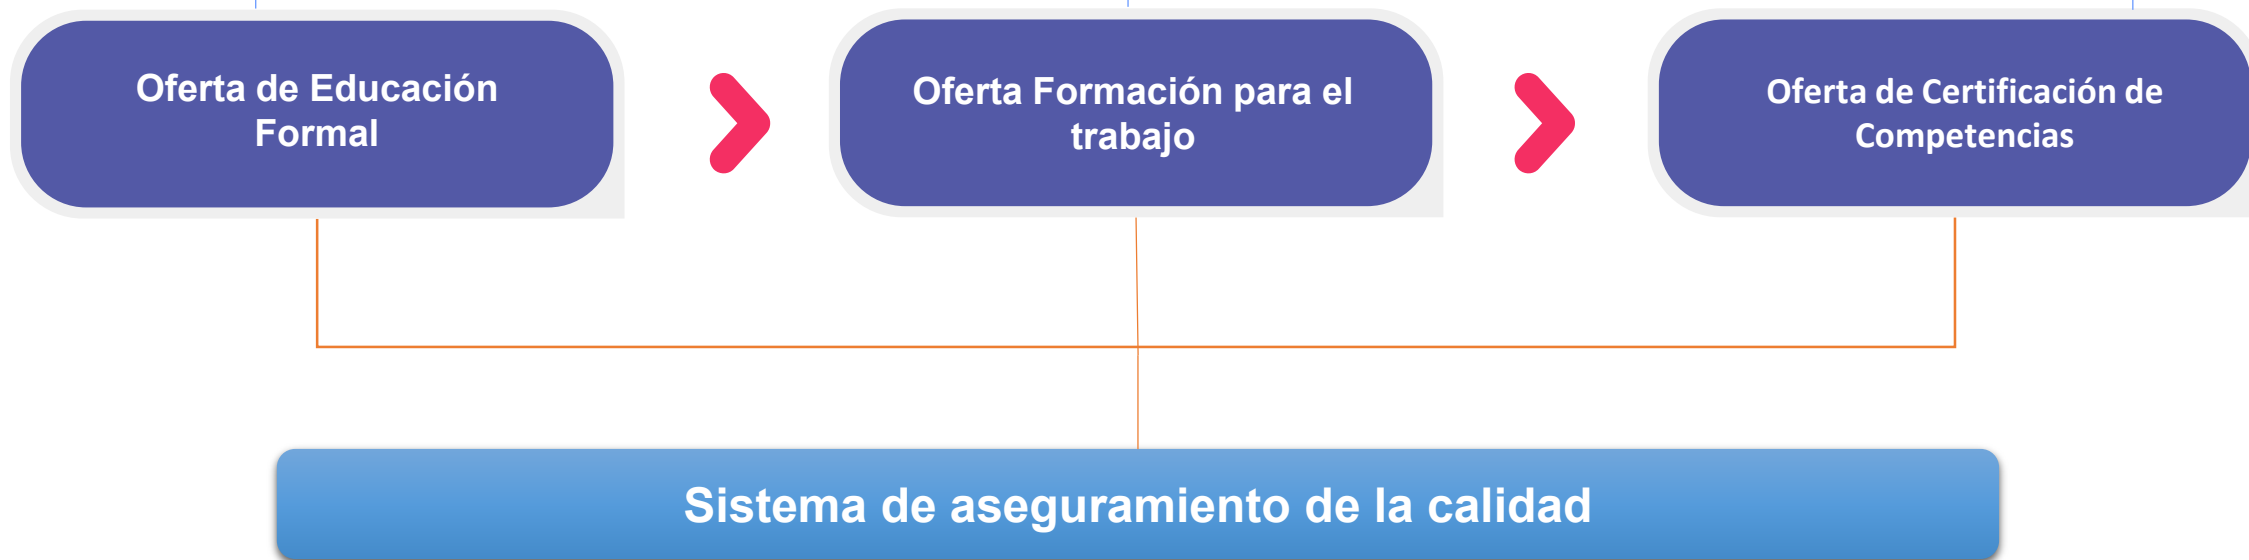 Oferta de Educación
Formal
Oferta Formación para el
trabajo
Oferta de Certificación de
Competencias
Sistema de aseguramiento de la calidad